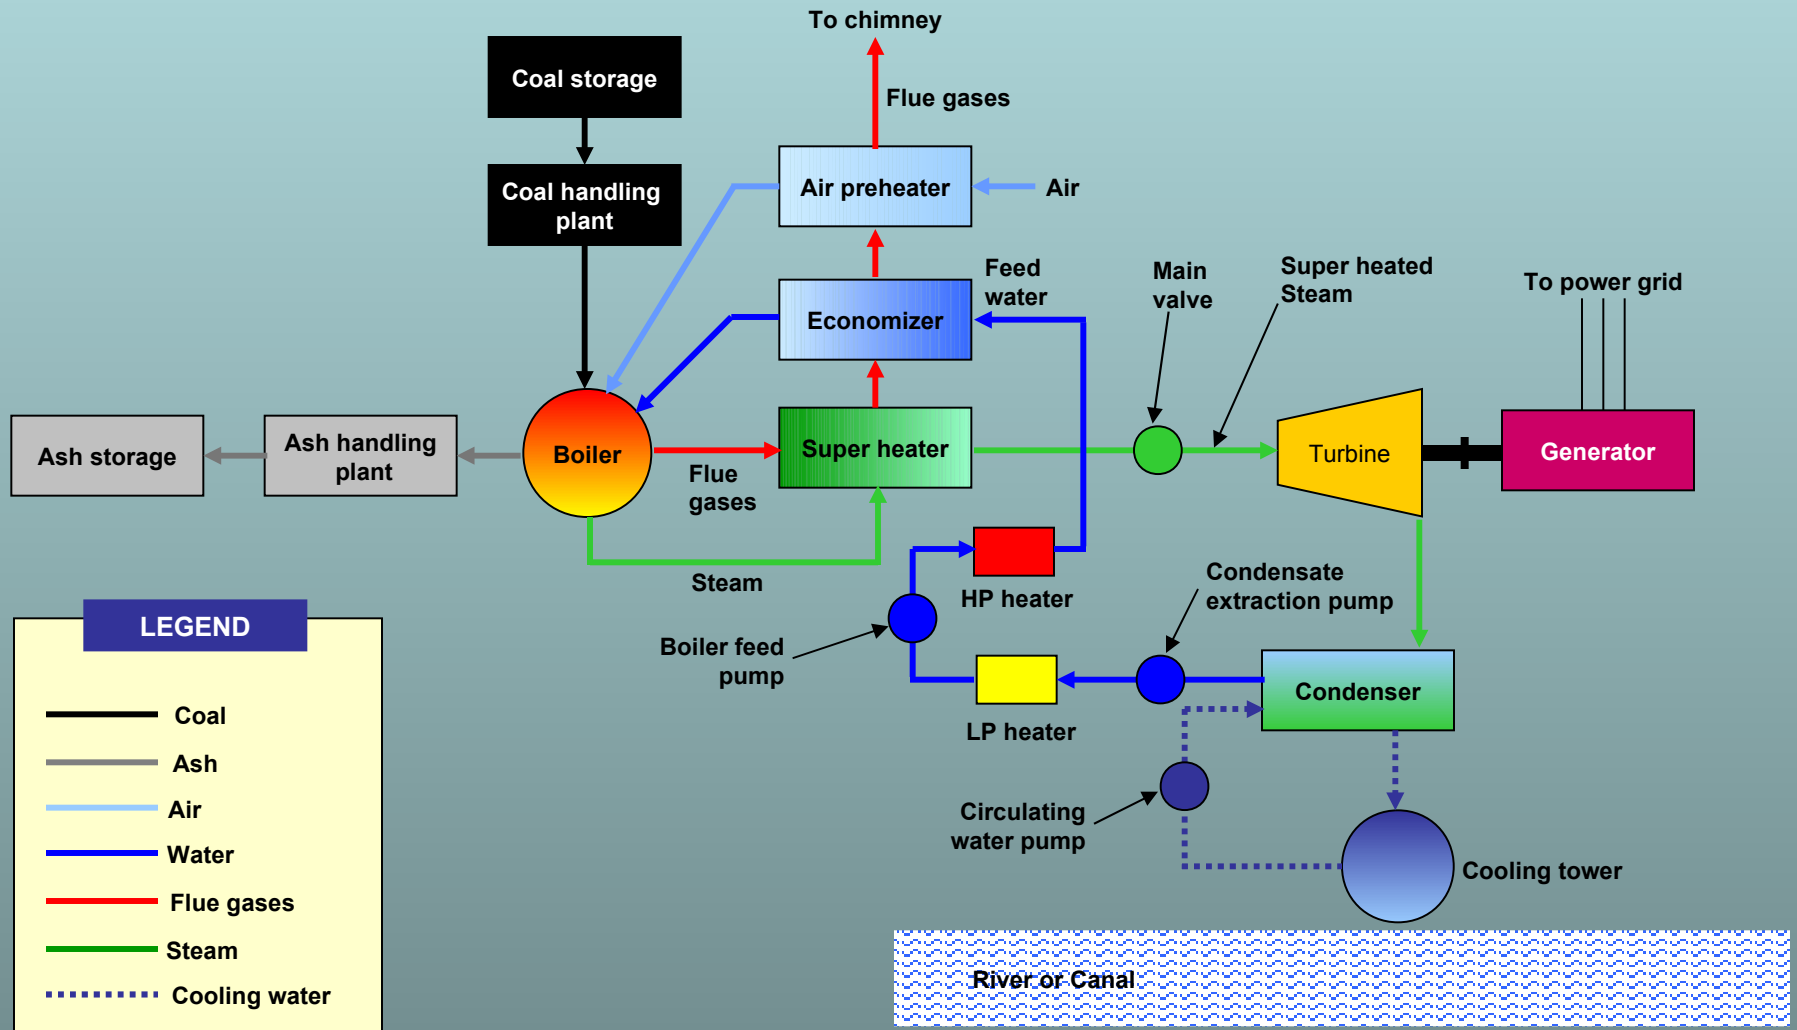 To chimney
Coal storage
Flue gases
Coal handling
plant
Air preheater
Air
Feed
water
Main
valve
Super heated
Steam
To power grid
Economizer
Ash storage
Ash handling
plant
Boiler
Flue
gases
Super heater
Turbine
Generator
Steam
HP heater
Condensate
extraction pump
Boiler feed
pump
LP heater
Condenser
Circulating
water pump
Cooling tower
River or Canal
LEGEND
Coal
Ash
Air
Water
Flue gases
Steam
Cooling water